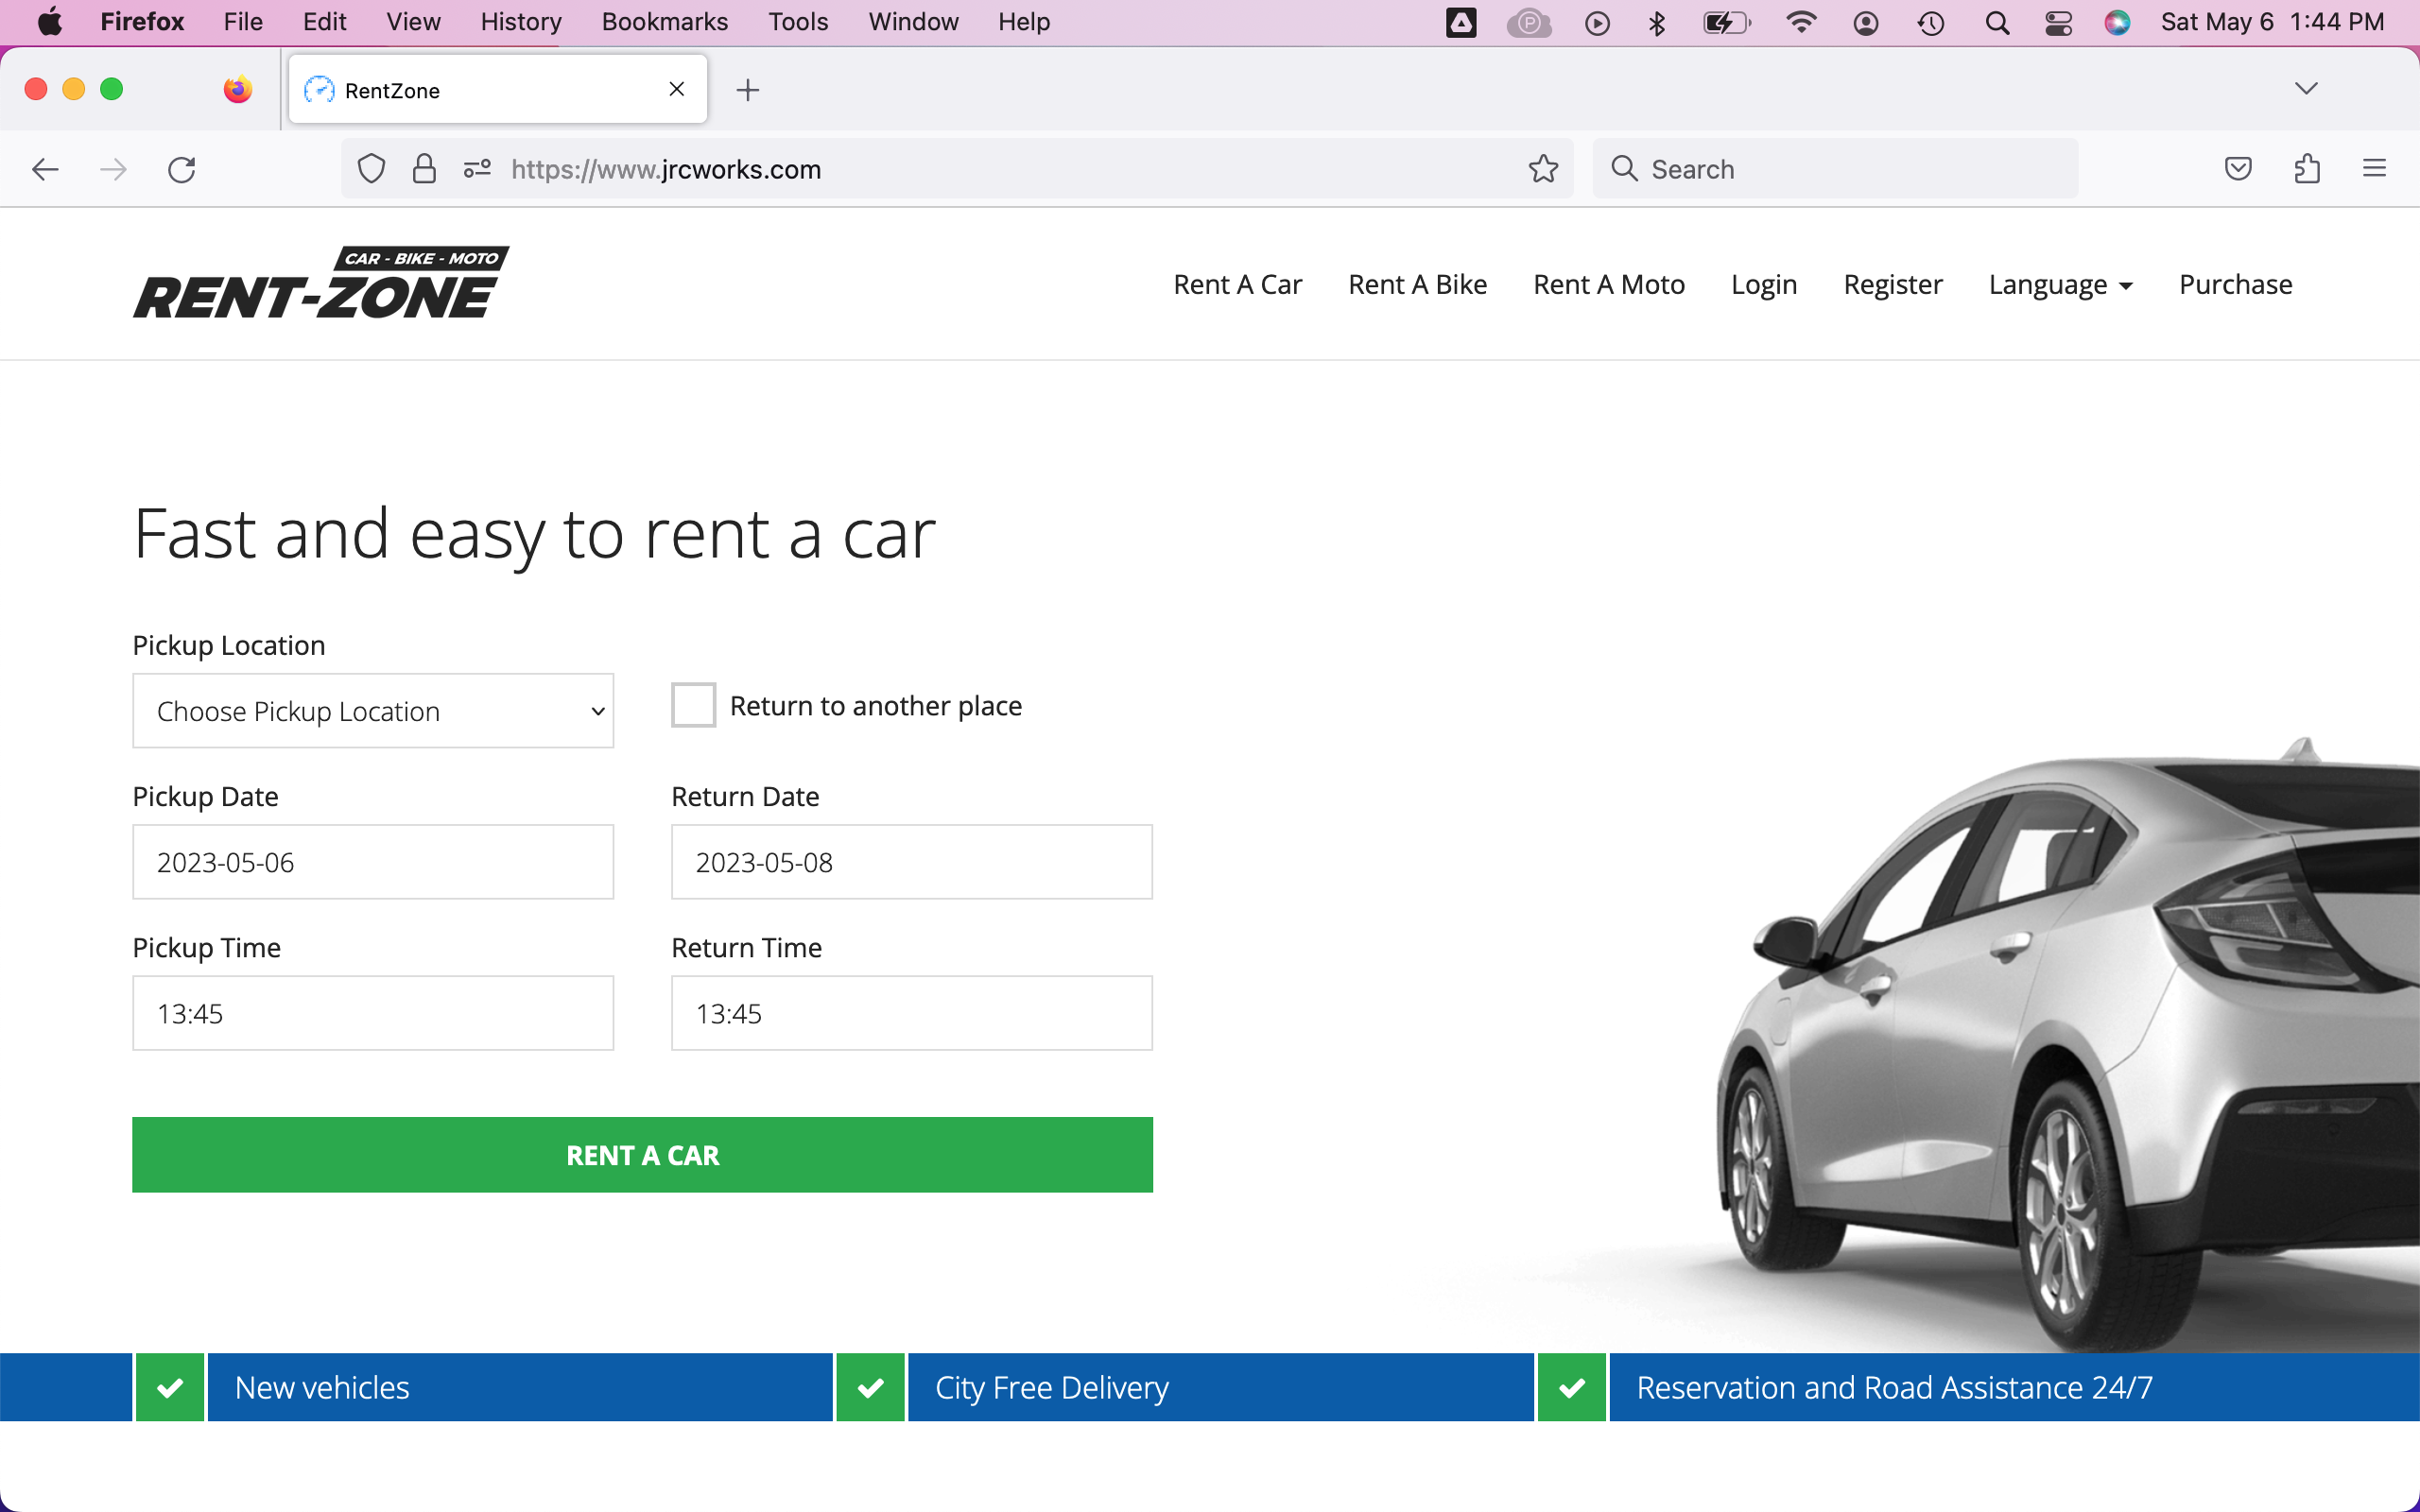 Firefox File Edit View History Bookmarks Tools Window Help Sat May 6 1:44 PM
RentZone
https://www.jrcworks.com Search
CAR - BIKE - MOTO
RENT-ZONE
Rent A Car Rent A Bike Rent A Moto Login Register Language Purchase
Fast and easy to rent a car
Pickup Location
Choose Pickup Location Return to another place
Pickup Date Return Date
2023-05-06 2023-05-08
Pickup Time Return Time
13:45 13:45
RENT A CAR
New vehicles City Free Delivery Reservation and Road Assistance 24/7